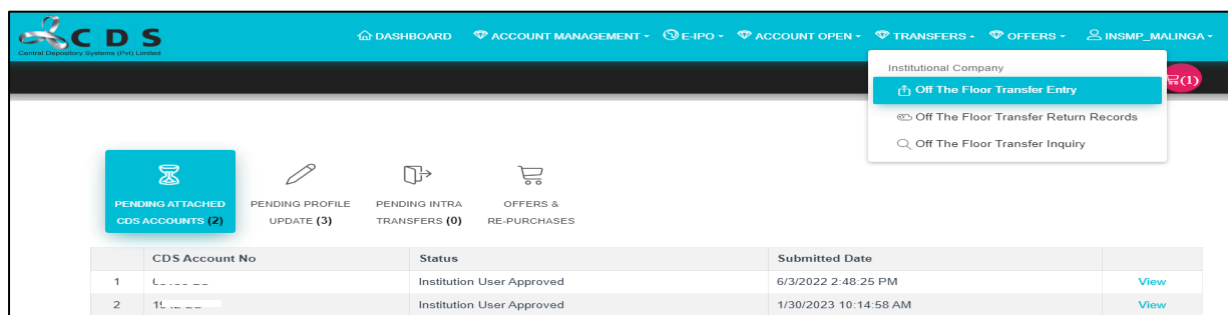 CDS
Central Depository Systems (Pvt) Limited
DASHBOARD ACCOUNT MANAGEMENT E-IPO ACCOUNT OPEN TRANSFERS OFFERS INSMP_MALINGA
Institutional Company
(1)
Off The Floor Transfer Entry
Off The Floor Transfer Return Records
Off The Floor Transfer Inquiry
PENDING ATTACHED
CDS ACCOUNTS (2)
PENDING PROFILE
UPDATE (3)
PENDING INTRA
TRANSFERS (0)
OFFERS &
RE-PURCHASES
CDS Account No Status Submitted Date
1 Institution User Approved 6/3/2022 2:48:25 PM View
2 Institution User Approved 1/30/2023 10:14:58 AM View